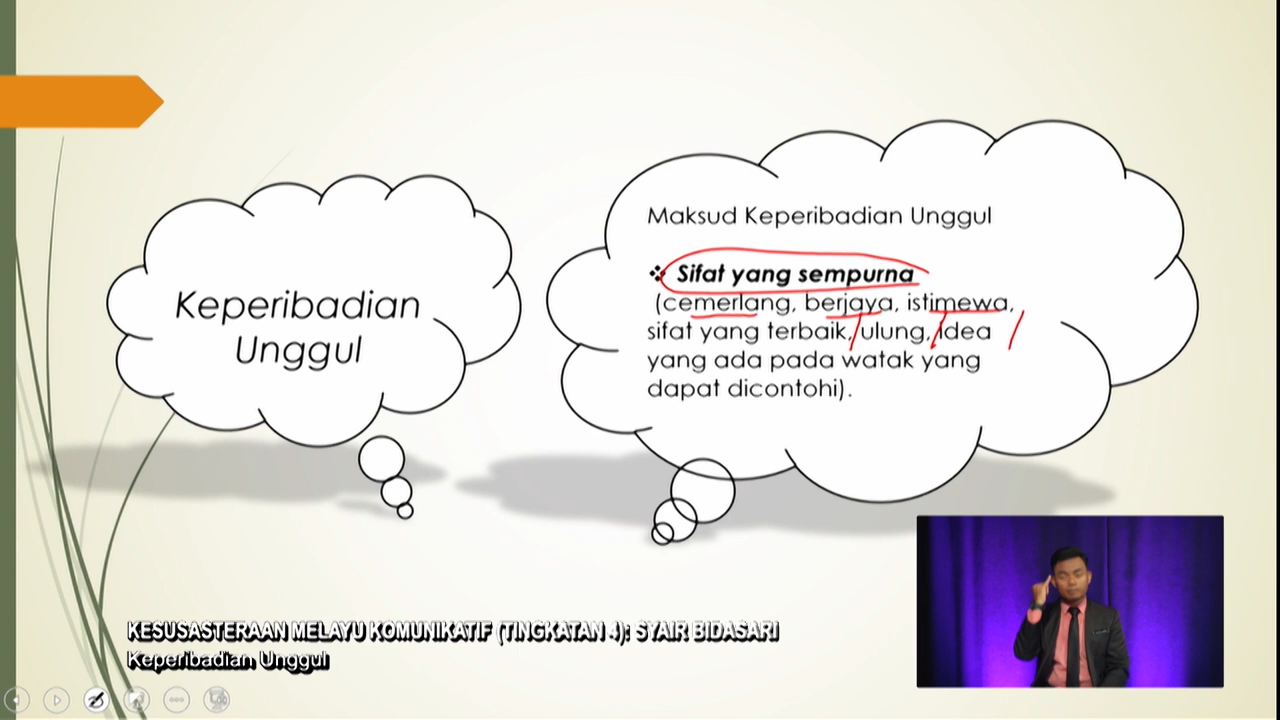 Keperibadian
Unggul
Maksud Keperibadian Unggul
❖ Sifat yang sempurna
(cemerlang, berjaya, istimewa,
sifat yang terbaik, ulung, Idea
yang ada pada watak yang
dapat dicontohi).
KESUSASTERAAN MELAYU KOMUNIKATIF (TINGKATAN 4): SYAIR BIDASARI
Keperibadian Unggul